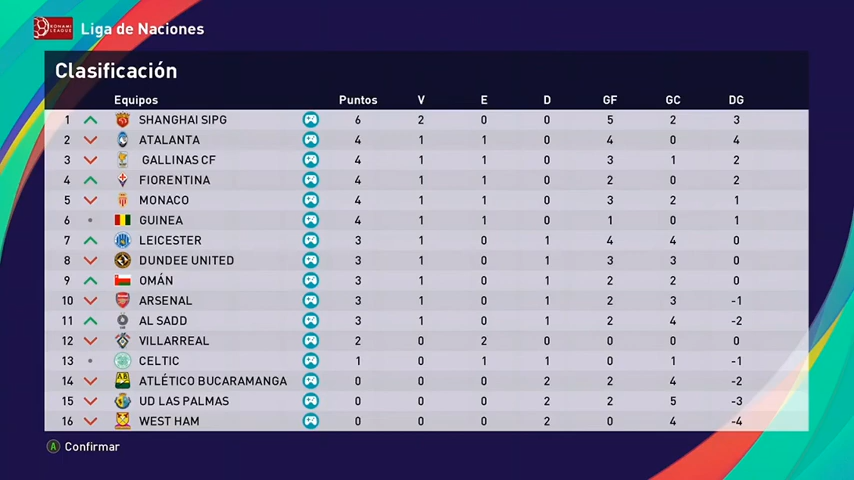 KONAMI LEAGUE Liga de Naciones
Clasificación
Equipos Puntos V E D GF GC DG
1 SHANGHAI SIPG 6 2 0 0 5 2 3
2 ATALANTA 4 1 1 0 4 0 4
3 GALLINAS CF 4 1 1 0 3 1 2
4 FIORENTINA 4 1 1 0 2 0 2
5 MONACO 4 1 1 0 3 2 1
6 GUINEA 4 1 1 0 1 0 1
7 LEICESTER 3 1 0 1 4 4 0
8 DUNDEE UNITED 3 1 0 1 3 3 0
9 OMÁN 3 1 0 1 2 2 0
10 ARSENAL 3 1 0 1 2 3 -1
11 AL SADD 3 1 0 1 2 4 -2
12 VILLARREAL 2 0 2 0 0 0 0
13 CELTIC 1 0 1 1 0 1 -1
14 ATLÉTICO BUCARAMANGA 0 0 0 2 2 4 -2
15 UD LAS PALMAS 0 0 0 2 2 5 -3
16 WEST HAM 0 0 0 2 0 4 -4
A Confirmar